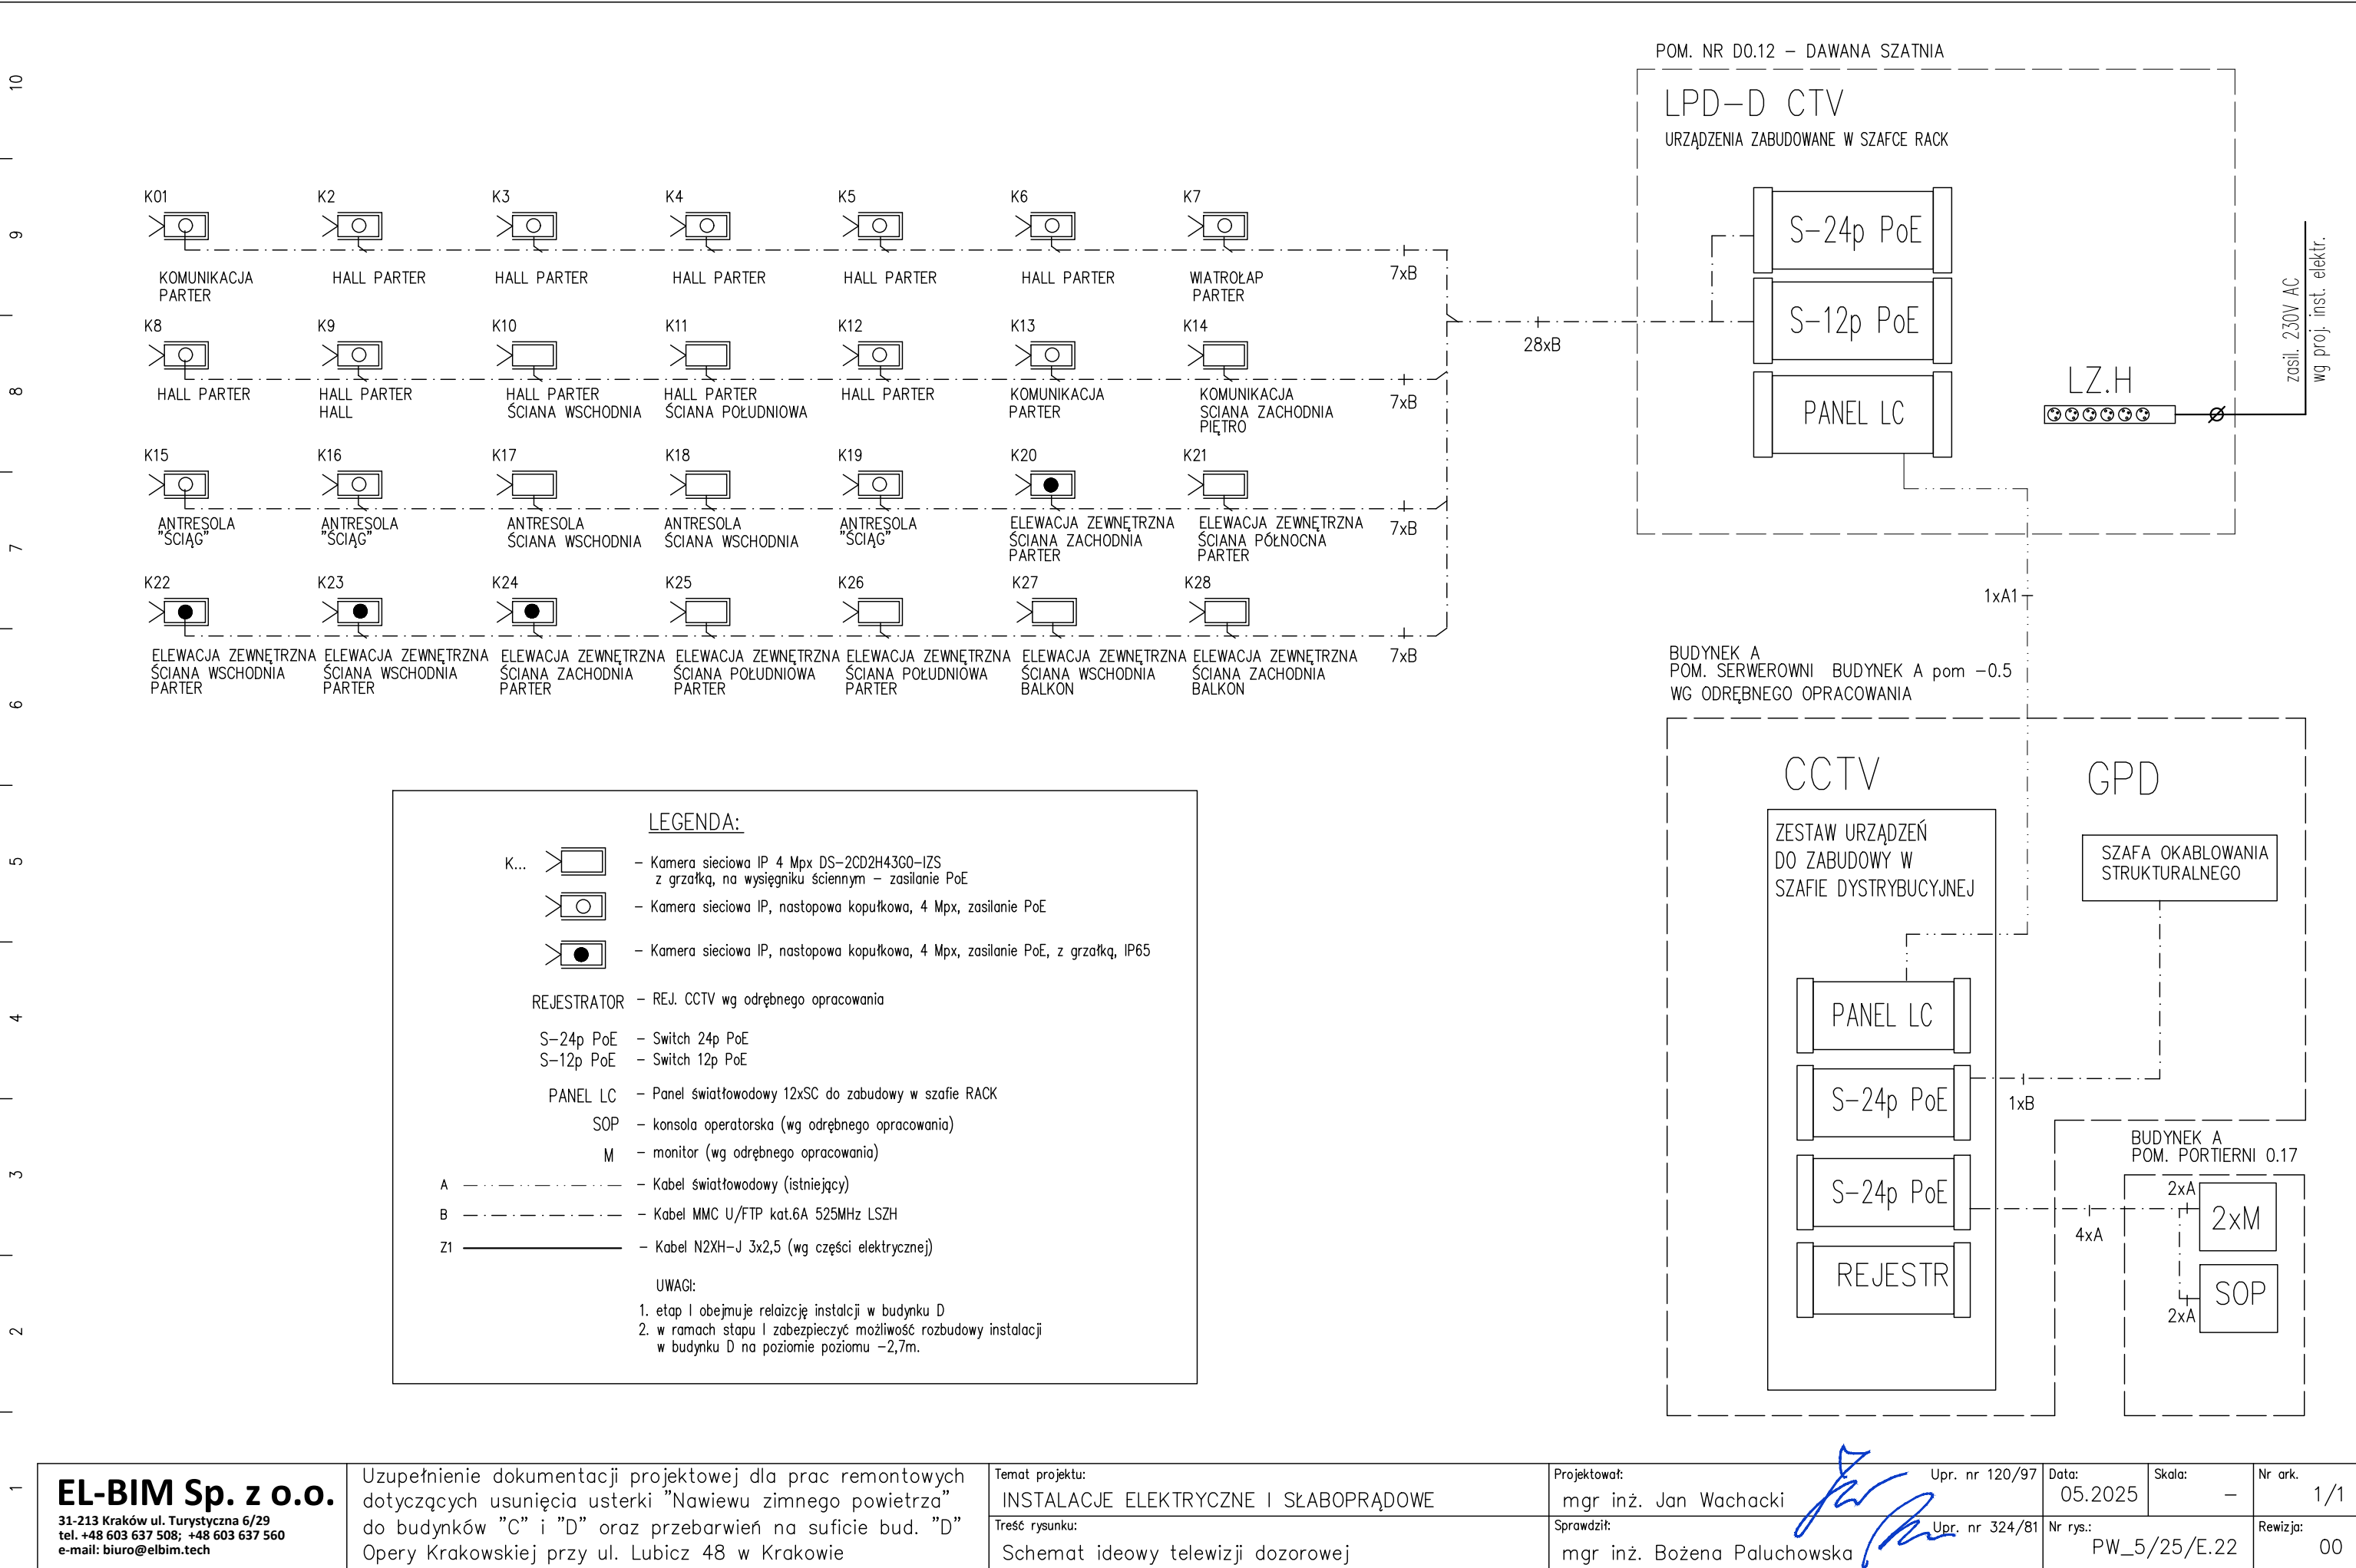 10
9
8
7
6
5
4
3
2
1
K01
K2
K3
K4
K5
K6
K7
KOMUNIKACJA
PARTER
HALL PARTER
HALL PARTER
HALL PARTER
HALL PARTER
HALL PARTER
WIATROŁAP
PARTER
7xB
K8
K9
K10
K11
K12
K13
K14
HALL PARTER
HALL PARTER
HALL
HALL PARTER
ŚCIANA WSCHODNIA
HALL PARTER
ŚCIANA POŁUDNIOWA
HALL PARTER
KOMUNIKACJA
PARTER
KOMUNIKACJA
SCIANA ZACHODNIA
PIĘTRO
7xB
K15
K16
K17
K18
K19
K20
K21
ANTRESOLA
"ŚCIĄG"
ANTRESOLA
"ŚCIĄG"
ANTRESOLA
ŚCIANA WSCHODNIA
ANTRESOLA
ŚCIANA WSCHODNIA
ANTRESOLA
"ŚCIĄG"
ELEWACJA ZEWNĘTRZNA
ŚCIANA ZACHODNIA
PARTER
ELEWACJA ZEWNĘTRZNA
ŚCIANA PÓŁNOCNA
PARTER
7xB
K22
K23
K24
K25
K26
K27
K28
ELEWACJA ZEWNĘTRZNA
ŚCIANA WSCHODNIA
PARTER
ELEWACJA ZEWNĘTRZNA
ŚCIANA WSCHODNIA
PARTER
ELEWACJA ZEWNĘTRZNA
ŚCIANA ZACHODNIA
PARTER
ELEWACJA ZEWNĘTRZNA
ŚCIANA POŁUDNIOWA
PARTER
ELEWACJA ZEWNĘTRZNA
ŚCIANA POŁUDNIOWA
PARTER
ELEWACJA ZEWNĘTRZNA
ŚCIANA WSCHODNIA
BALKON
ELEWACJA ZEWNĘTRZNA
ŚCIANA ZACHODNIA
BALKON
7xB
28xB
POM. NR D0.12 – DAWANA SZATNIA
LPD–D CTV
URZĄDZENIA ZABUDOWANE W SZAFCE RACK
S–24p PoE
S–12p PoE
PANEL LC
LZ.H
zasil. 230V AC
wg proj. inst. elektr.
1xA1
BUDYNEK A
POM. SERWEROWNI BUDYNEK A pom –0.5
WG ODRĘBNEGO OPRACOWANIA
CCTV
GPD
ZESTAW URZĄDZEŃ
DO ZABUDOWY W
SZAFIE DYSTRYBUCYJNEJ
SZAFA OKABLOWANIA
STRUKTURALNEGO
PANEL LC
S–24p PoE
1xB
S–24p PoE
REJESTR
4xA
BUDYNEK A
POM. PORTIERNI 0.17
2xA
2xM
SOP
2xA
LEGENDA:
K... – Kamera sieciowa IP 4 Mpx DS–2CD2H43G0–IZS
z grzałką, na wysięgniku ściennym – zasilanie PoE
– Kamera sieciowa IP, nastopowa kopułkowa, 4 Mpx, zasilanie PoE
– Kamera sieciowa IP, nastopowa kopułkowa, 4 Mpx, zasilanie PoE, z grzałką, IP65
REJESTRATOR – REJ. CCTV wg odrębnego opracowania
S–24p PoE – Switch 24p PoE
S–12p PoE – Switch 12p PoE
PANEL LC – Panel światłowodowy 12xSC do zabudowy w szafie RACK
SOP – konsola operatorska (wg odrębnego opracowania)
M – monitor (wg odrębnego opracowania)
A – Kabel światłowodowy (istniejący)
B – Kabel MMC U/FTP kat.6A 525MHz LSZH
Z1 – Kabel N2XH–J 3x2,5 (wg części elektrycznej)
UWAGI:
1. etap I obejmuje relaizcję instalcji w budynku D
2. w ramach stapu I zabezpieczyć możliwość rozbudowy instalacji
w budynku D na poziomie poziomu –2,7m.
EL-BIM Sp. z o.o.
31-213 Kraków ul. Turystyczna 6/29
tel. +48 603 637 508; +48 603 637 560
e-mail: biuro@elbim.tech
Uzupełnienie dokumentacji projektowej dla prac remontowych
dotyczących usunięcia usterki "Nawiewu zimnego powietrza"
do budynków "C" i "D" oraz przebarwień na suficie bud. "D"
Opery Krakowskiej przy ul. Lubicz 48 w Krakowie
Temat projektu:
INSTALACJE ELEKTRYCZNE I SŁABOPRĄDOWE
Treść rysunku:
Schemat ideowy telewizji dozorowej
Projektował:
Upr. nr 120/97
mgr inż. Jan Wachacki
Sprawdził:
Upr. nr 324/81
mgr inż. Bożena Paluchowska
Data:
05.2025
Skala:
–
Nr ark.
1/1
Nr rys.:
PW_5/25/E.22
Rewizja:
00